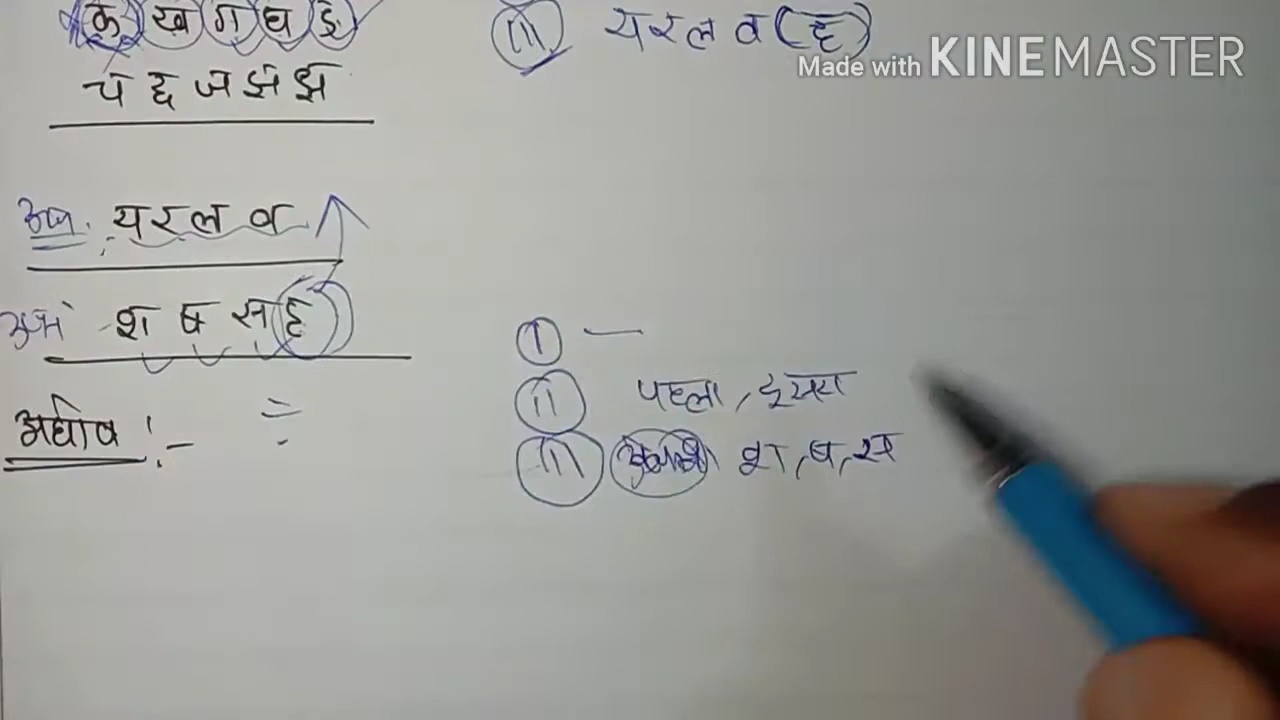 क ख ग घ ङ
च छ ज झ ञ
य र ल व
श ष स ह
अघोष :-
(III) य र ल व (ह)
Made with KINEMASTER
(I) —
(II) पहला, दूसरा
(III) श, ष, स